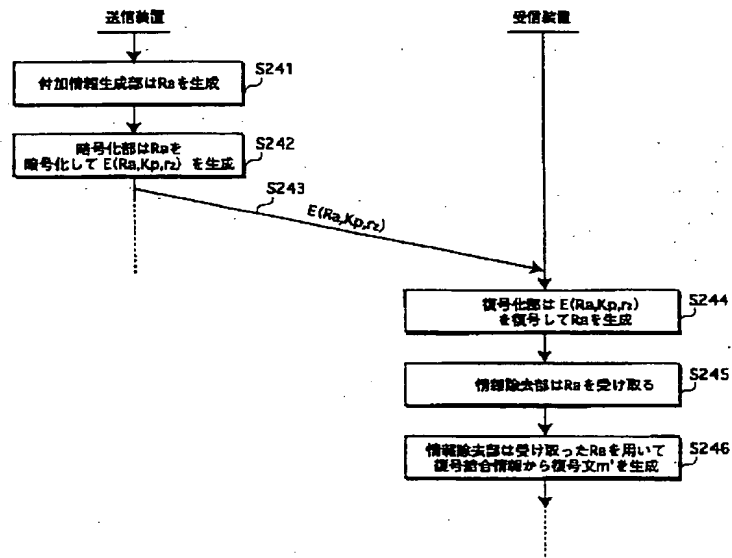 送信装置
受信装置
付加情報生成部はRaを生成
S241
暗号化部はRaを
暗号化して E(Ra,Kp,r₂) を生成
S242
S243
E(Ra,Kp,r₂)
復号化部は E(Ra,Kp,r₂)
を復号してRaを生成
S244
情報除去部はRaを受け取る
S245
情報除去部は受け取ったRaを用いて
復号結合情報から復号文m'を生成
S246